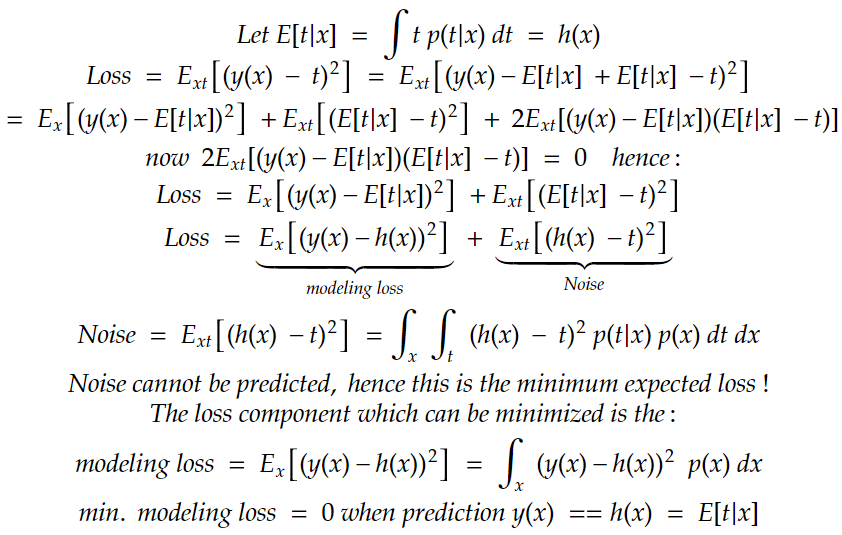 Let E[t|x] = ∫ t p(t|x) dt = h(x)
Loss = E_xt[(y(x) − t)²] = E_xt[(y(x) − E[t|x] + E[t|x] − t)²]
= E_x[(y(x) − E[t|x])²] + E_xt[(E[t|x] − t)²] + 2E_xt[(y(x) − E[t|x])(E[t|x] − t)]
now 2E_xt[(y(x) − E[t|x])(E[t|x] − t)] = 0 hence :
Loss = E_x[(y(x) − E[t|x])²] + E_xt[(E[t|x] − t)²]
Loss = E_x[(y(x) − h(x))²] + E_xt[(h(x) − t)²]
modeling loss Noise
Noise = E_xt[(h(x) − t)²] = ∫_x ∫_t (h(x) − t)² p(t|x) p(x) dt dx
Noise cannot be predicted, hence this is the minimum expected loss !
The loss component which can be minimized is the :
modeling loss = E_x[(y(x) − h(x))²] = ∫_x (y(x) − h(x))² p(x) dx
min. modeling loss = 0 when prediction y(x) == h(x) = E[t|x]